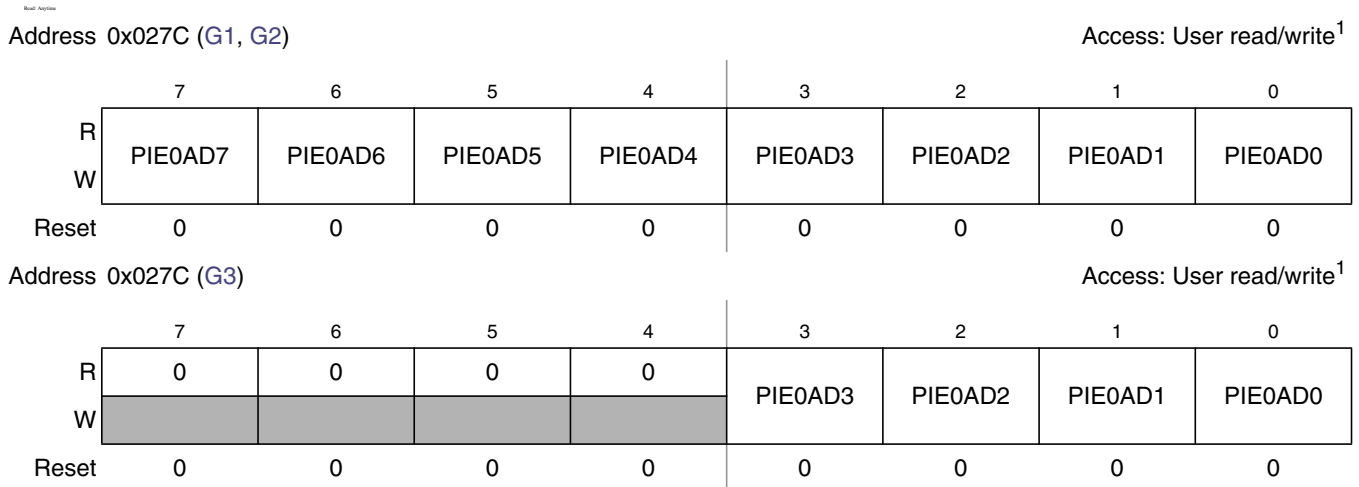 Read: Anytime
Address 0x027C (G1, G2) Access: User read/write1
7 6 5 4 3 2 1 0
R
PIE0AD7 PIE0AD6 PIE0AD5 PIE0AD4 PIE0AD3 PIE0AD2 PIE0AD1 PIE0AD0
W
Reset 0 0 0 0 0 0 0 0
Address 0x027C (G3) Access: User read/write1
7 6 5 4 3 2 1 0
R 0 0 0 0
PIE0AD3 PIE0AD2 PIE0AD1 PIE0AD0
W
Reset 0 0 0 0 0 0 0 0